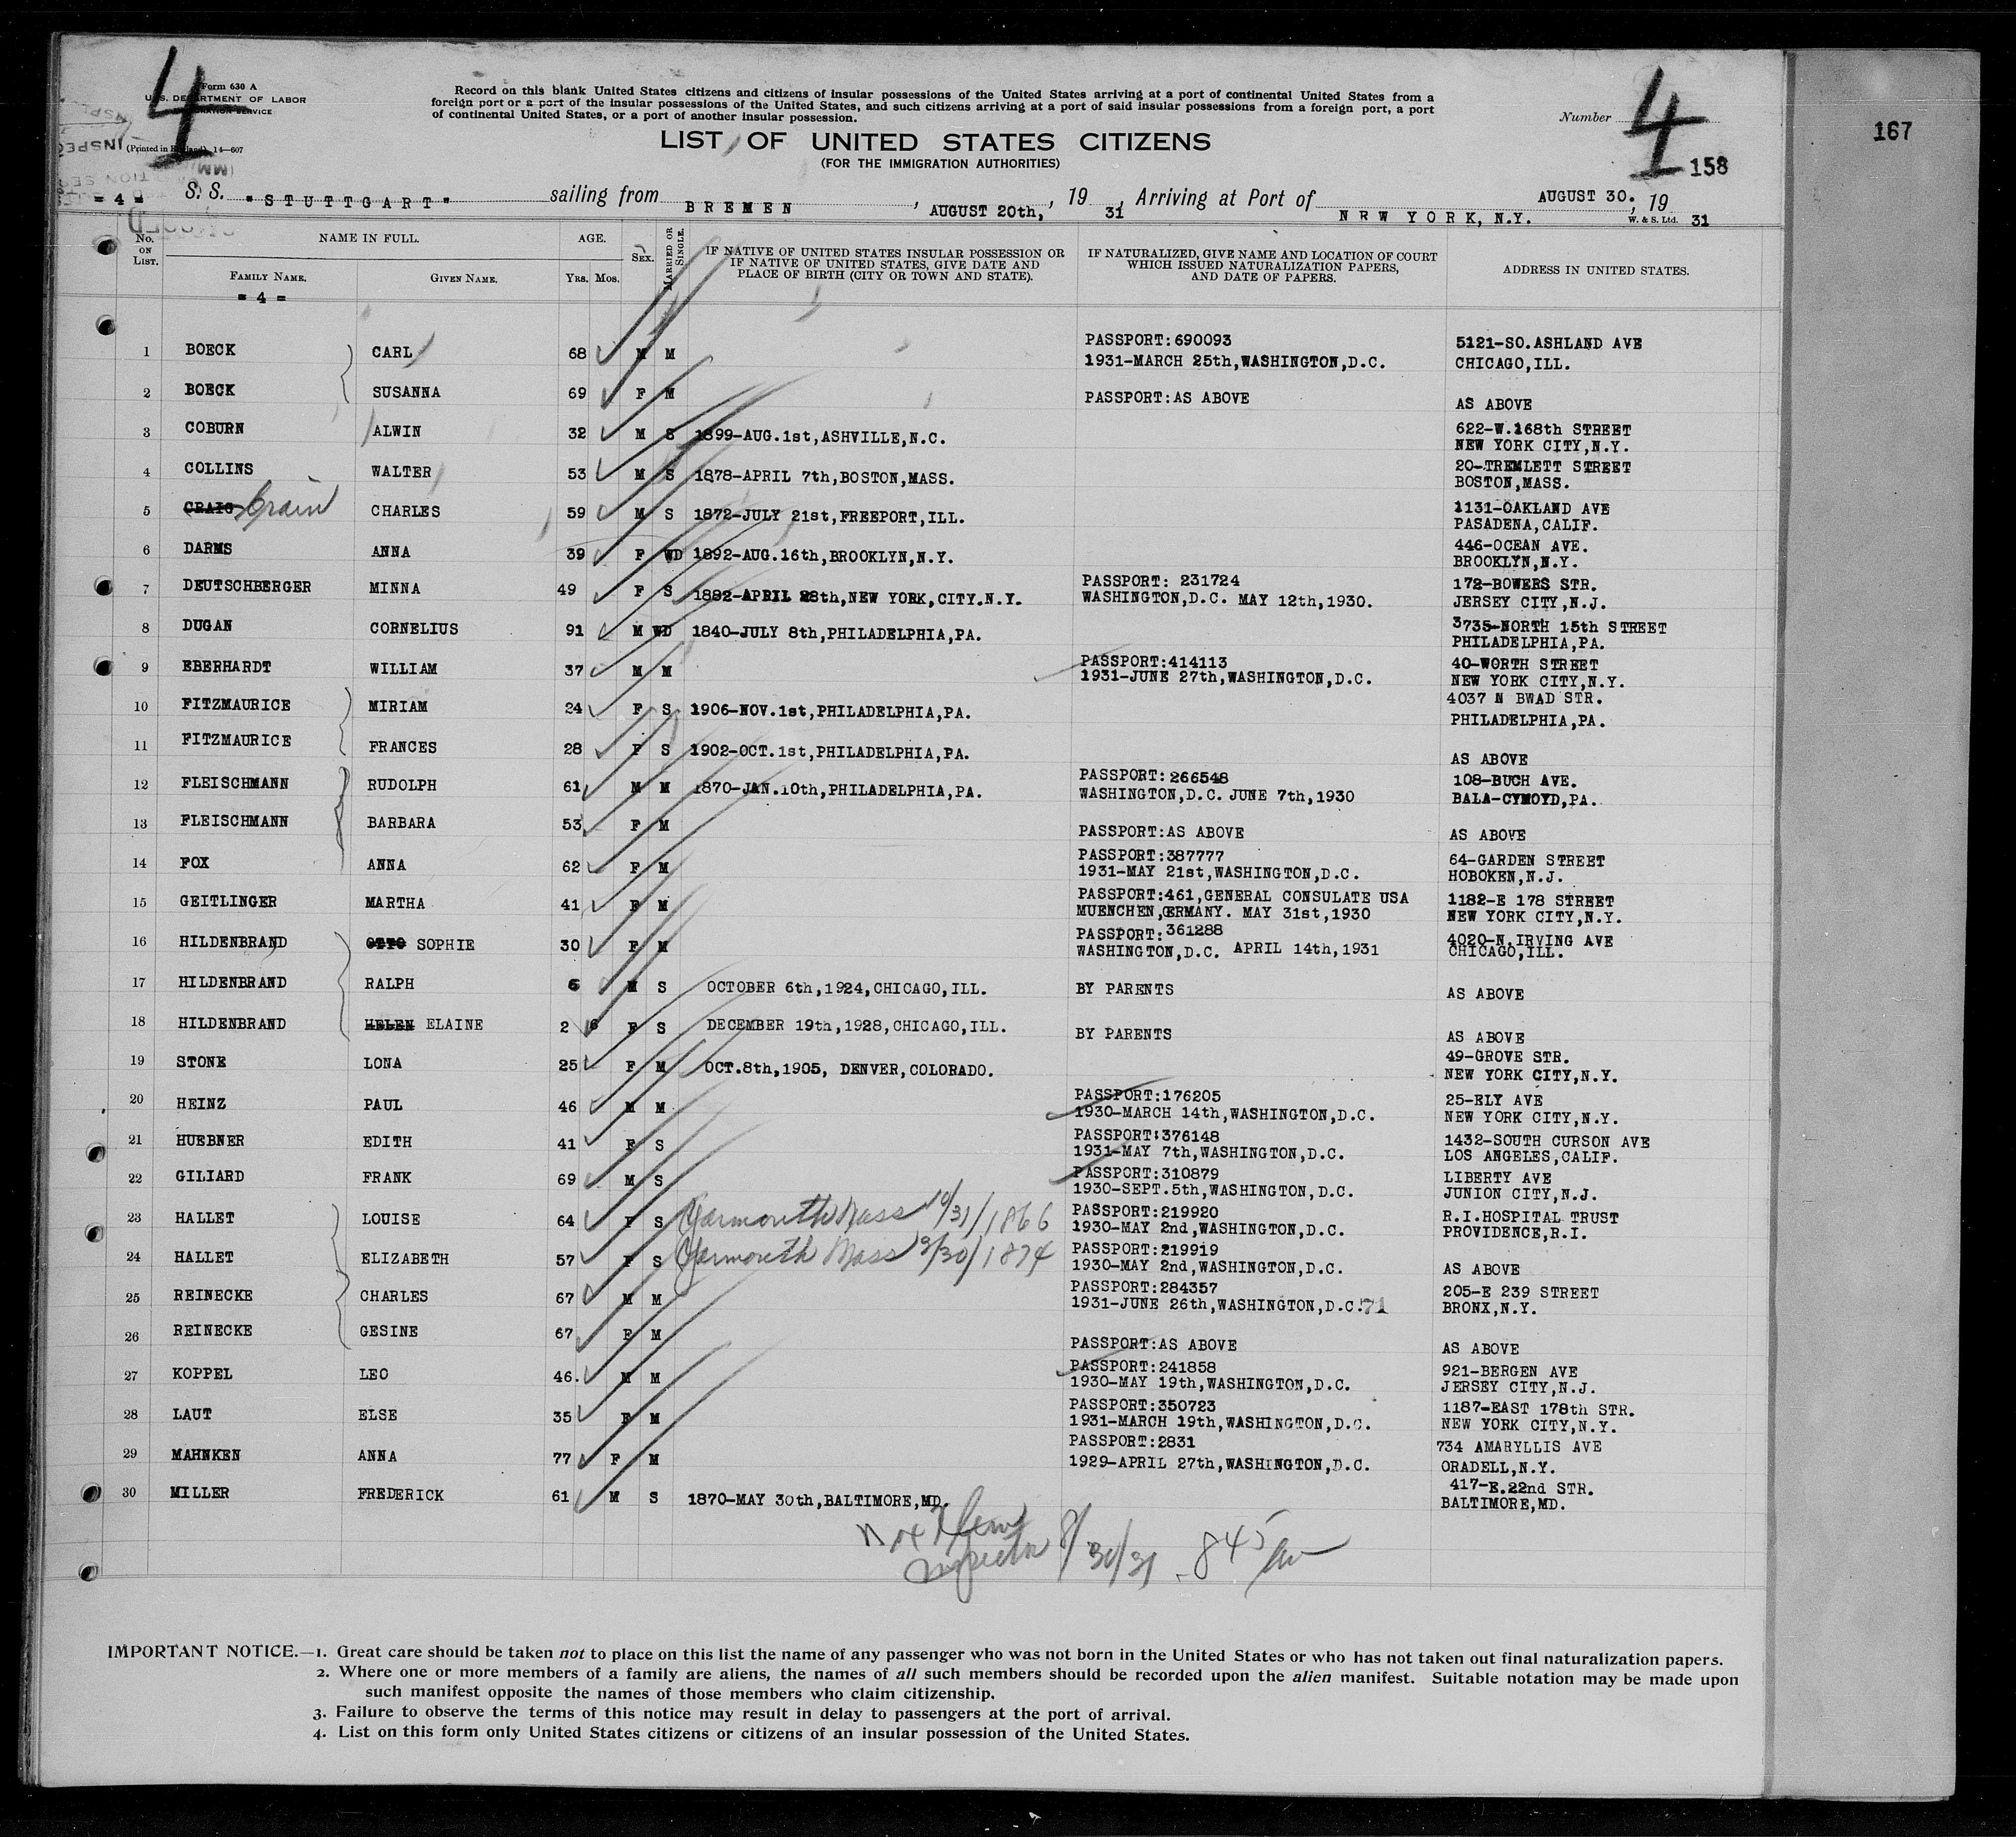 4
Form 630 A
U.S. DEPARTMENT OF LABOR
IMMIGRATION SERVICE
(Printed in England) 14—607
Record on this blank United States citizens and citizens of insular possessions of the United States arriving at a port of continental United States from a
foreign port or a port of the insular possessions of the United States, and such citizens arriving at a port of said insular possessions from a foreign port, a port
of continental United States, or a port of another insular possession.
Number 4
158
167
LIST OF UNITED STATES CITIZENS
(FOR THE IMMIGRATION AUTHORITIES)
= 4 = S. S. "STUTTGART" sailing from BREMEN, AUGUST 20th, 1931, Arriving at Port of NRW YORK, N.Y. AUGUST 30. 1931
W. & S. Ltd.
No. ON LIST. NAME IN FULL. AGE. SEX. MARRIED OR SINGLE. IF NATIVE OF UNITED STATES INSULAR POSSESSION OR IF NATIVE OF UNITED STATES, GIVE DATE AND PLACE OF BIRTH (CITY OR TOWN AND STATE). IF NATURALIZED, GIVE NAME AND LOCATION OF COURT WHICH ISSUED NATURALIZATION PAPERS, AND DATE OF PAPERS. ADDRESS IN UNITED STATES.
FAMILY NAME. GIVEN NAME. Yrs. Mos.
= 4 =
1 BOECK CARL 68 M M PASSPORT:690093 1931-MARCH 25th,WASHINGTON,D.C. 5121-SO.ASHLAND AVE CHICAGO,ILL.
2 BOECK SUSANNA 69 F M PASSPORT:AS ABOVE AS ABOVE
3 COBURN ALWIN 32 M S 1899-AUG.1st,ASHVILLE,N.C. 622-W.168th STREET NEW YORK CITY,N.Y.
4 COLLINS WALTER 53 M S 1878-APRIL 7th,BOSTON,MASS. 20-TREMLETT STREET BOSTON,MASS.
5 CRAIG Crain CHARLES 59 M S 1872-JULY 21st,FREEPORT,ILL. 1131-OAKLAND AVE PASADENA,CALIF.
6 DARMS ANNA 39 F WD 1892-AUG.16th,BROOKLYN,N.Y. 446-OCEAN AVE. BROOKLYN,N.Y.
7 DEUTSCHBERGER MINNA 49 F S 1882-APRIL 28th,NEW YORK,CITY.N.Y. PASSPORT: 231724 WASHINGTON,D.C. MAY 12th,1930. 172-BOWERS STR. JERSEY CITY,N.J.
8 DUGAN CORNELIUS 91 M WD 1840-JULY 8th,PHILADELPHIA,PA. 3735-NORTH 15th STREET PHILADELPHIA,PA.
9 EBERHARDT WILLIAM 37 M M PASSPORT:414113 1931-JUNE 27th,WASHINGTON,D.C. 40-WORTH STREET NEW YORK CITY,N.Y.
10 FITZMAURICE MIRIAM 24 F S 1906-NOV.1st,PHILADELPHIA,PA. 4037 N BWAD STR. PHILADELPHIA,PA.
11 FITZMAURICE FRANCES 28 F S 1902-OCT.1st,PHILADELPHIA,PA. AS ABOVE
12 FLEISCHMANN RUDOLPH 61 M M 1870-JAN.10th,PHILADELPHIA,PA. PASSPORT:266548 WASHINGTON,D.C. JUNE 7th,1930 108-BUCH AVE. BALA-CYMOYD,PA.
13 FLEISCHMANN BARBARA 53 F M PASSPORT:AS ABOVE AS ABOVE
14 FOX ANNA 62 F M PASSPORT:387777 1931-MAY 21st,WASHINGTON,D.C. 64-GARDEN STREET HOBOKEN,N.J.
15 GEITLINGER MARTHA 41 F M PASSPORT:461,GENERAL CONSULATE USA MUENCHEN,GERMANY. MAY 31st,1930 1182-E 178 STREET NEW YORK CITY,N.Y.
16 HILDENBRAND OTTO SOPHIE 30 F M PASSPORT:361288 WASHINGTON,D.C. APRIL 14th,1931 4020-N.IRVING AVE CHICAGO,ILL.
17 HILDENBRAND RALPH 6 M S OCTOBER 6th,1924,CHICAGO,ILL. BY PARENTS AS ABOVE
18 HILDENBRAND HELEN ELAINE 2 6 F S DECEMBER 19th,1928,CHICAGO,ILL. BY PARENTS AS ABOVE
19 STONE LONA 25 F M OCT.8th,1905, DENVER,COLORADO. 49-GROVE STR. NEW YORK CITY,N.Y.
20 HEINZ PAUL 46 M M PASSPORT:176205 1930-MARCH 14th,WASHINGTON,D.C. 25-ELY AVE NEW YORK CITY,N.Y.
21 HUEBNER EDITH 41 F S PASSPORT:376148 1931-MAY 7th,WASHINGTON,D.C. 1432-SOUTH CURSON AVE LOS ANGELES,CALIF.
22 GILIARD FRANK 69 M S PASSPORT:310879 1930-SEPT.5th,WASHINGTON,D.C. LIBERTY AVE JUNION CITY,N.J.
23 HALLET LOUISE 64 F S Yarmouth Mass 10/31/1866 PASSPORT:219920 1930-MAY 2nd,WASHINGTON,D.C. R.I.HOSPITAL TRUST PROVIDENCE,R.I.
24 HALLET ELIZABETH 57 F S Yarmouth Mass 3/30/1874 PASSPORT:219919 1930-MAY 2nd,WASHINGTON,D.C. AS ABOVE
25 REINECKE CHARLES 67 M M PASSPORT:284357 1931-JUNE 26th,WASHINGTON,D.C. 71 205-E 239 STREET BRONX,N.Y.
26 REINECKE GESINE 67 F M PASSPORT:AS ABOVE AS ABOVE
27 KOPPEL LEO 46. M M PASSPORT:241858 1930-MAY 19th,WASHINGTON,D.C. 921-BERGEN AVE JERSEY CITY,N.J.
28 LAUT ELSE 35 F M PASSPORT:350723 1931-MARCH 19th,WASHINGTON,D.C. 1187-EAST 178th STR. NEW YORK CITY,N.Y.
29 MAHNKEN ANNA 77 F M PASSPORT:2831 1929-APRIL 27th,WASHINGTON,D.C. 734 AMARYLLIS AVE ORADELL,N.Y.
30 MILLER FREDERICK 61 M S 1870-MAY 30th,BALTIMORE,MD. 417-E.22nd STR. BALTIMORE,MD.
8/30/31 845 am
IMPORTANT NOTICE.—1. Great care should be taken not to place on this list the name of any passenger who was not born in the United States or who has not taken out final naturalization papers.
2. Where one or more members of a family are aliens, the names of all such members should be recorded upon the alien manifest. Suitable notation may be made upon
such manifest opposite the names of those members who claim citizenship.
3. Failure to observe the terms of this notice may result in delay to passengers at the port of arrival.
4. List on this form only United States citizens or citizens of an insular possession of the United States.